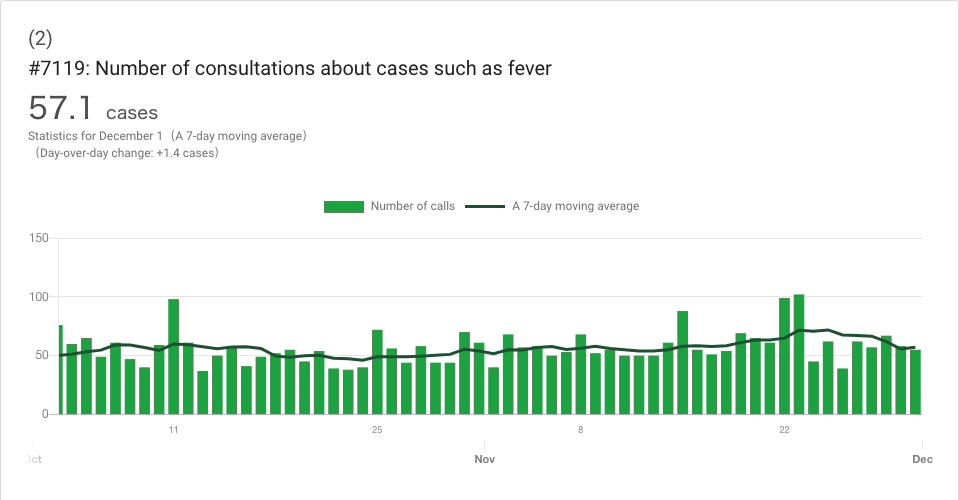 (2)
#7119: Number of consultations about cases such as fever
57.1 cases
Statistics for December 1 (A 7-day moving average)
(Day-over-day change: +1.4 cases)
Number of calls A 7-day moving average
150
100
50
0
11 25 8 22
Oct Nov Dec